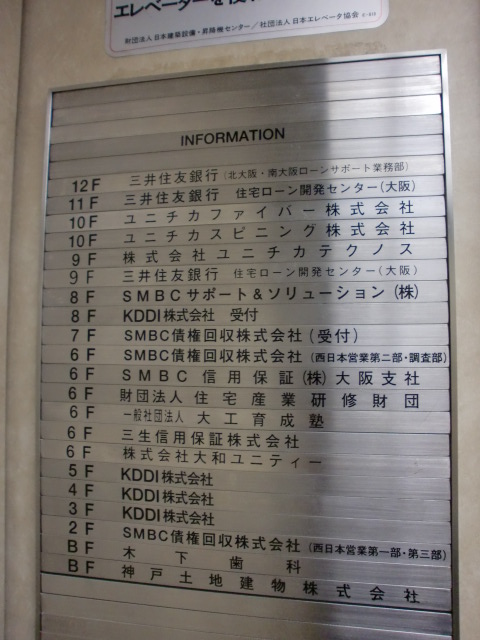 エレベーターを
財団法人 日本建築設備・昇降機センター／社団法人 日本エレベータ協会
INFORMATION
12F 三井住友銀行（北大阪・南大阪ローンサポート業務部）
11F 三井住友銀行 住宅ローン開発センター（大阪）
10F ユニチカファイバー株式会社
10F ユニチカスピニング株式会社
9F 株式会社ユニチカテクノス
9F 三井住友銀行 住宅ローン開発センター（大阪）
8F SMBCサポート＆ソリューション（株）
8F KDDI株式会社 受付
7F SMBC債権回収株式会社（受付）
6F SMBC債権回収株式会社（西日本営業第二部・調査部）
6F SMBC信用保証（株）大阪支社
6F 財団法人住宅産業研修財団
6F 一般社団法人 大工育成塾
6F 三生信用保証株式会社
6F 株式会社大和ユニティー
5F KDDI株式会社
4F KDDI株式会社
3F KDDI株式会社
2F SMBC債権回収株式会社（西日本営業第一部・第三部）
BF 木下歯科
BF 神戸土地建物株式会社